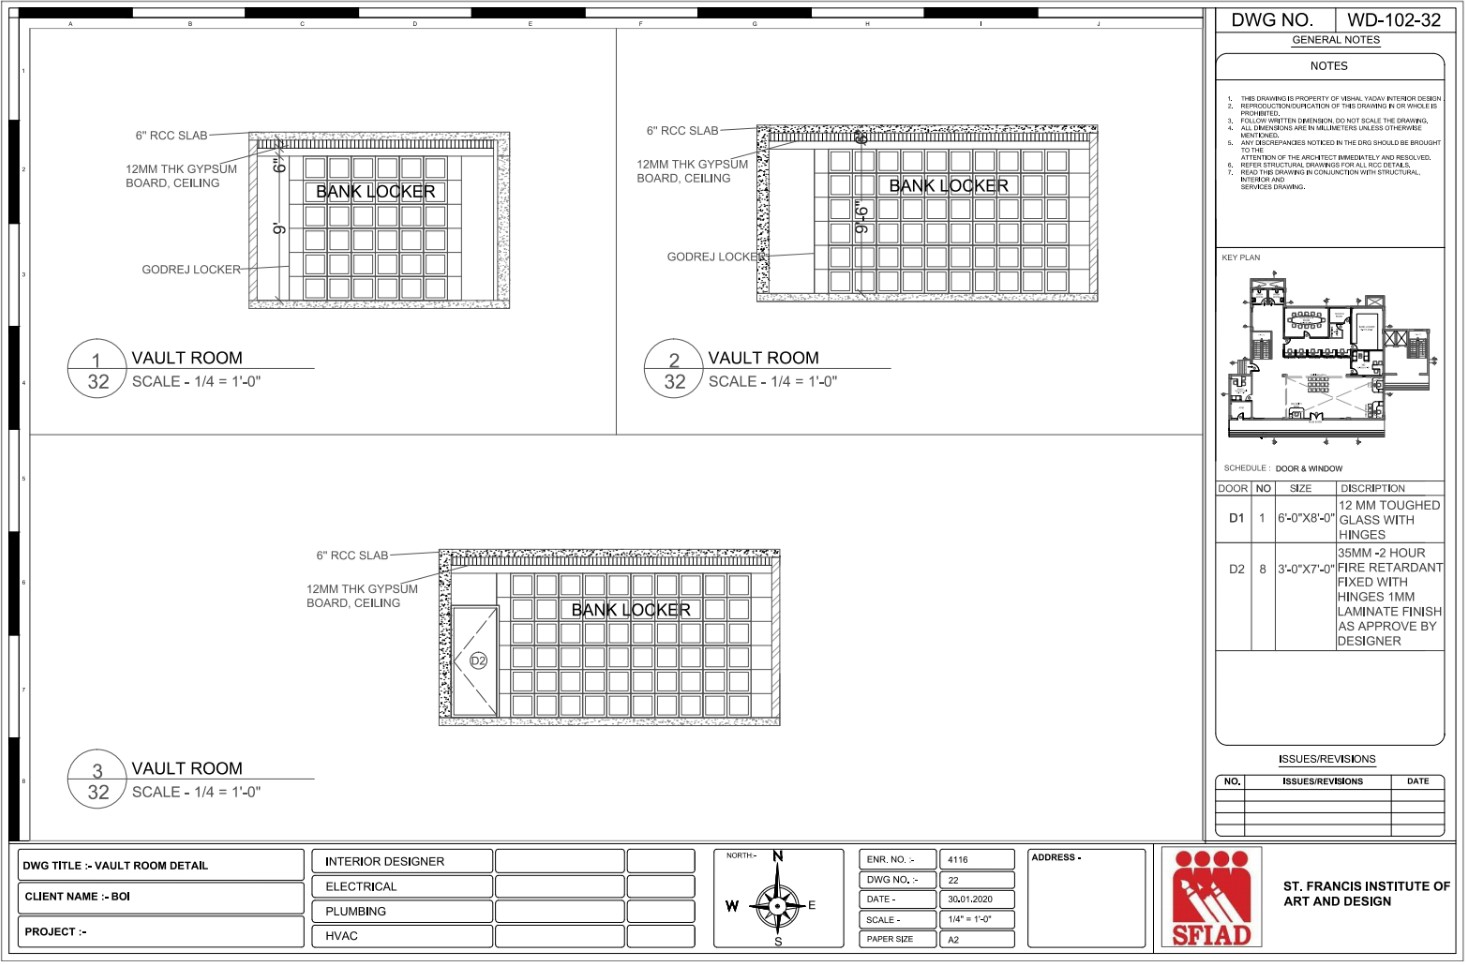 A B C D E F G H I J
1
2
3
4
5
6
7
8
6" RCC SLAB
12MM THK GYPSUM
BOARD, CEILING
6"
9'
BANK LOCKER
GODREJ LOCKER
1
32
VAULT ROOM
SCALE - 1/4 = 1'-0"
6" RCC SLAB
12MM THK GYPSUM
BOARD, CEILING
6"
9'-6"
BANK LOCKER
GODREJ LOCKER
2
32
VAULT ROOM
SCALE - 1/4 = 1'-0"
6" RCC SLAB
12MM THK GYPSUM
BOARD, CEILING
BANK LOCKER
D2
3
32
VAULT ROOM
SCALE - 1/4 = 1'-0"
DWG NO. WD-102-32
GENERAL NOTES
NOTES
1. THIS DRAWING IS PROPERTY OF VISHAL YADAV INTERIOR DESIGN
2. REPRODUCTION/DUPICATION OF THIS DRAWING IN OR WHOLE IS
PROHIBITED.
3. FOLLOW WRITTEN DIMENSION, DO NOT SCALE THE DRAWING,
4. ALL DIMENSIONS ARE IN MILLIMETERS UNLESS OTHERWISE
MENTIONED.
5. ANY DISCREPANCIES NOTICED IN THE DRG SHOULD BE BROUGHT
TO THE
ATTENTION OF THE ARCHITECT IMMEDIATELY AND RESOLVED.
6. REFER STRUCTURAL DRAWINGS FOR ALL RCC DETAILS,
7. READ THIS DRAWING IN CONJUNCTION WITH STRUCTURAL,
INTERIOR AND
SERVICES DRAWING.
KEY PLAN
SCHEDULE : DOOR & WINDOW
DOOR NO SIZE DISCRIPTION
D1 1 6'-0"X8'-0" 12 MM TOUGHED
GLASS WITH
HINGES
D2 8 3'-0"X7'-0" 35MM -2 HOUR
FIRE RETARDANT
FIXED WITH
HINGES 1MM
LAMINATE FINISH
AS APPROVE BY
DESIGNER
ISSUES/REVISIONS
NO. ISSUES/REVISIONS DATE
DWG TITLE :- VAULT ROOM DETAIL
CLIENT NAME :- BOI
PROJECT :-
INTERIOR DESIGNER
ELECTRICAL
PLUMBING
HVAC
NORTH:-
N
W
E
S
ENR. NO. :- 4116
DWG NO. :- 22
DATE - 30.01.2020
SCALE - 1/4" = 1'-0"
PAPER SIZE A2
ADDRESS -
SFIAD
ST. FRANCIS INSTITUTE OF
ART AND DESIGN